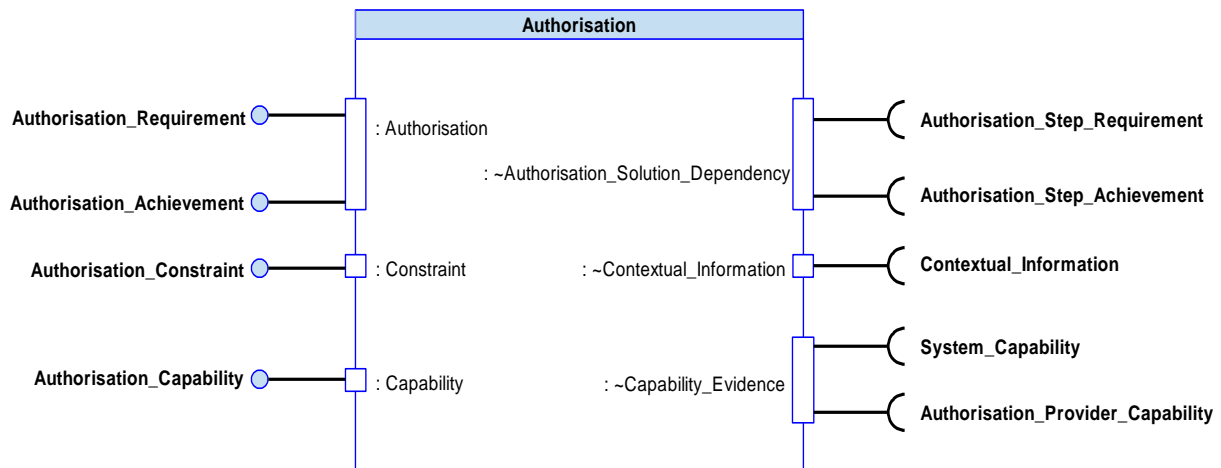 Authorisation
Authorisation_Requirement
: Authorisation
Authorisation_Step_Requirement
: ~Authorisation_Solution_Dependency
Authorisation_Achievement
Authorisation_Step_Achievement
Authorisation_Constraint
: Constraint
: ~Contextual_Information
Contextual_Information
System_Capability
Authorisation_Capability
: Capability
: ~Capability_Evidence
Authorisation_Provider_Capability